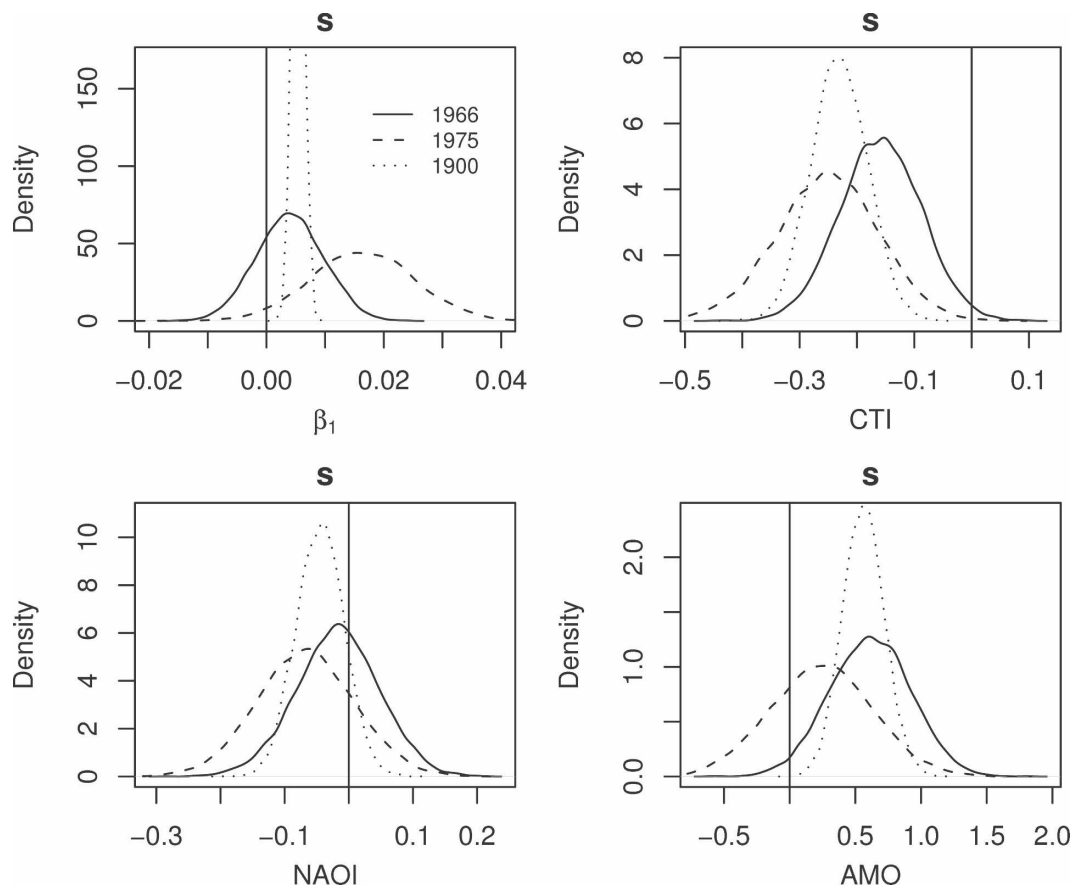 s
Density
0 50 100 150
1966
1975
1900
−0.02 0.00 0.02 0.04
β₁
s
Density
0 2 4 6 8
−0.5 −0.3 −0.1 0.1
CTI
s
Density
0 2 4 6 8 10
−0.3 −0.1 0.1 0.2
NAOI
s
Density
0.0 1.0 2.0
−0.5 0.5 1.0 1.5 2.0
AMO